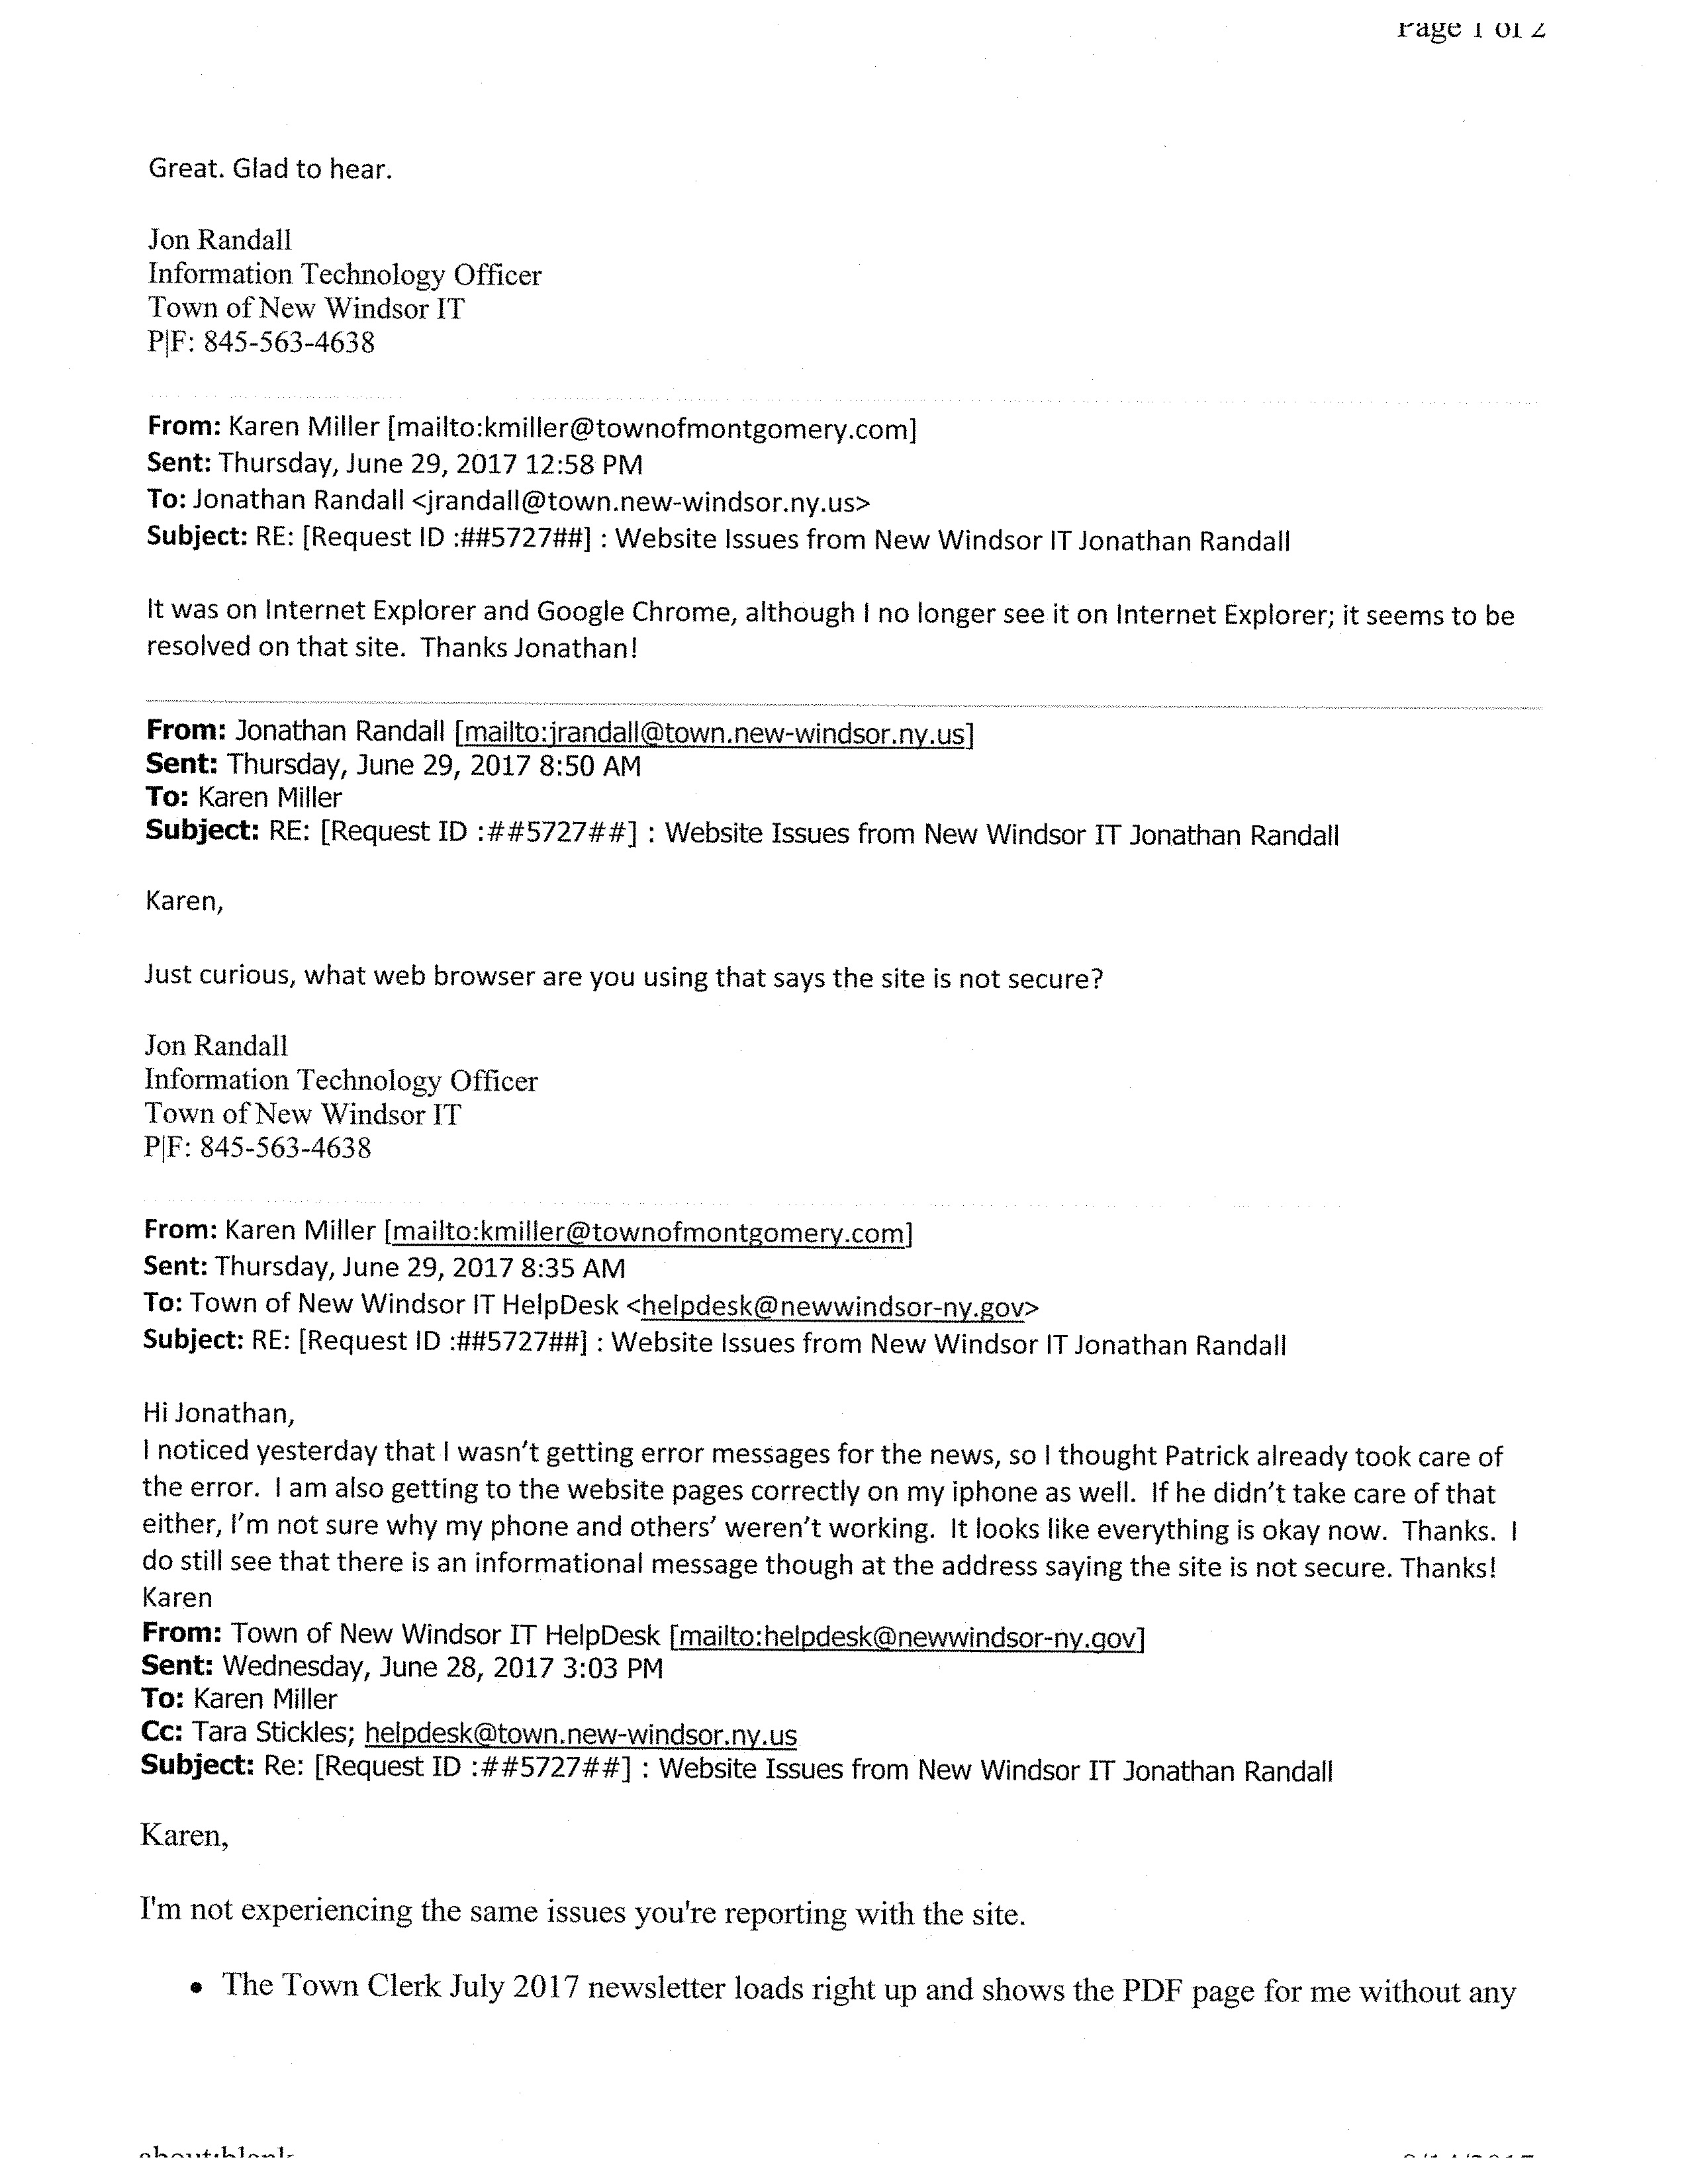 Page 1 of 2
Great. Glad to hear.
Jon Randall
Information Technology Officer
Town of New Windsor IT
P|F: 845-563-4638
From: Karen Miller [mailto:kmiller@townofmontgomery.com]
Sent: Thursday, June 29, 2017 12:58 PM
To: Jonathan Randall <jrandall@town.new-windsor.ny.us>
Subject: RE: [Request ID :##5727##] : Website Issues from New Windsor IT Jonathan Randall
It was on Internet Explorer and Google Chrome, although I no longer see it on Internet Explorer; it seems to be
resolved on that site.  Thanks Jonathan!
From: Jonathan Randall [mailto:jrandall@town.new-windsor.ny.us]
Sent: Thursday, June 29, 2017 8:50 AM
To: Karen Miller
Subject: RE: [Request ID :##5727##] : Website Issues from New Windsor IT Jonathan Randall
Karen,
Just curious, what web browser are you using that says the site is not secure?
Jon Randall
Information Technology Officer
Town of New Windsor IT
P|F: 845-563-4638
From: Karen Miller [mailto:kmiller@townofmontgomery.com]
Sent: Thursday, June 29, 2017 8:35 AM
To: Town of New Windsor IT HelpDesk <helpdesk@newwindsor-ny.gov>
Subject: RE: [Request ID :##5727##] : Website Issues from New Windsor IT Jonathan Randall
Hi Jonathan,
I noticed yesterday that I wasn't getting error messages for the news, so I thought Patrick already took care of
the error.  I am also getting to the website pages correctly on my iphone as well.  If he didn't take care of that
either, I'm not sure why my phone and others' weren't working.  It looks like everything is okay now.  Thanks.  I
do still see that there is an informational message though at the address saying the site is not secure. Thanks!
Karen
From: Town of New Windsor IT HelpDesk [mailto:helpdesk@newwindsor-ny.gov]
Sent: Wednesday, June 28, 2017 3:03 PM
To: Karen Miller
Cc: Tara Stickles; helpdesk@town.new-windsor.ny.us
Subject: Re: [Request ID :##5727##] : Website Issues from New Windsor IT Jonathan Randall
Karen,
I'm not experiencing the same issues you're reporting with the site.
• The Town Clerk July 2017 newsletter loads right up and shows the PDF page for me without any
about:blank